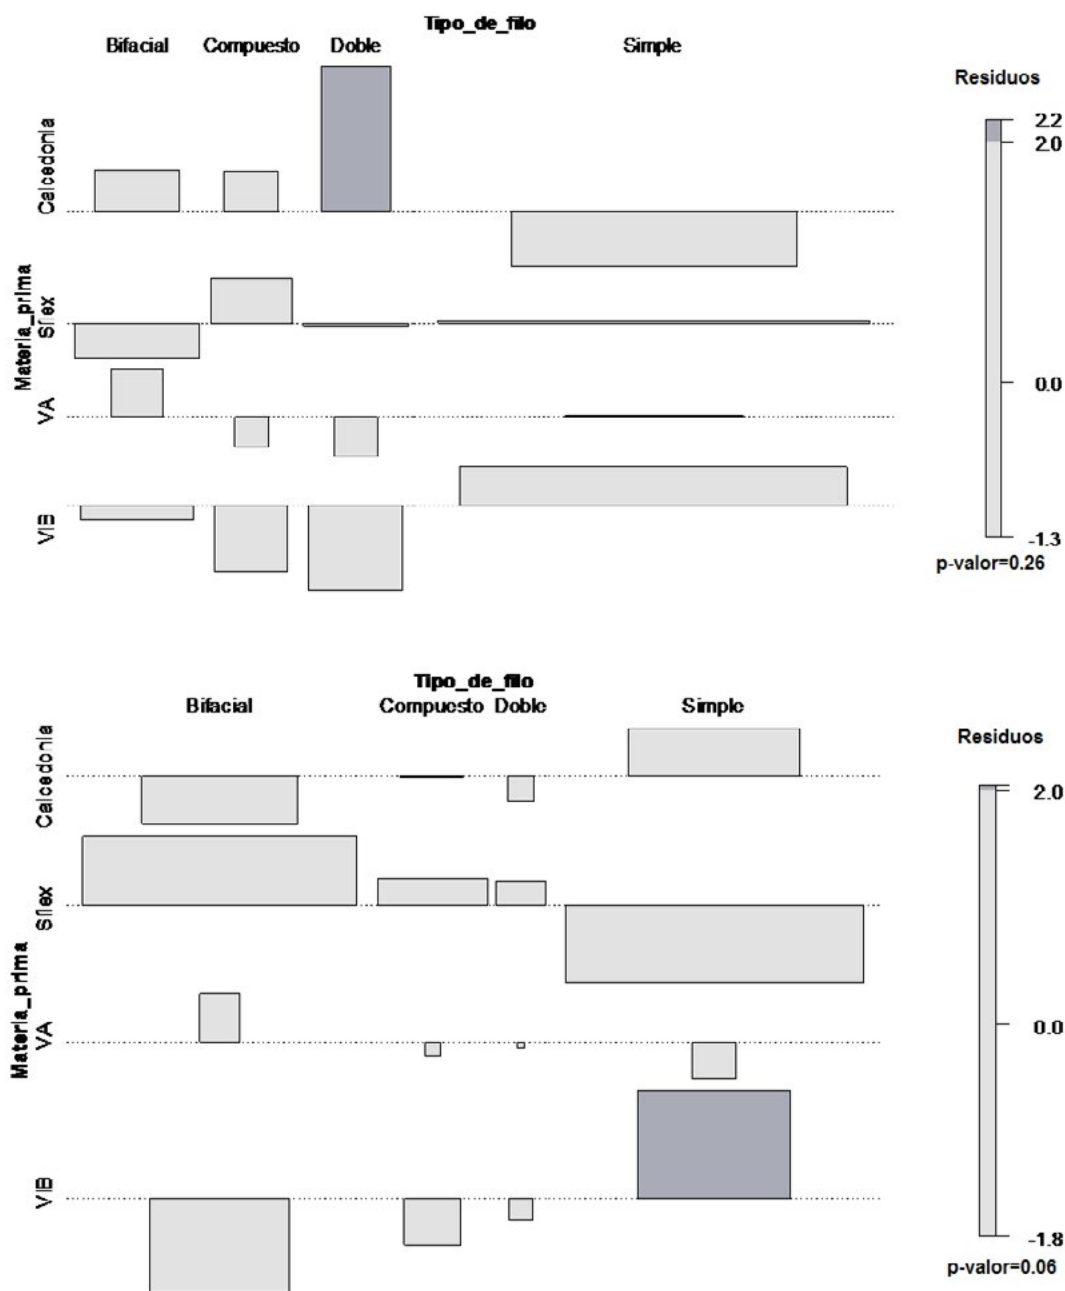 Tipo_de_filo
Bifacial Compuesto Doble Simple
Residuos
2.2
2.0
0.0
-1.3
p-valor=0.26
Materia_prima
Calcedonia
Sílex
VA
VIB
Tipo_de_filo
Bifacial Compuesto Doble Simple
Residuos
2.0
0.0
-1.8
p-valor=0.06
Materia_prima
Calcedonia
Sílex
VA
VIB